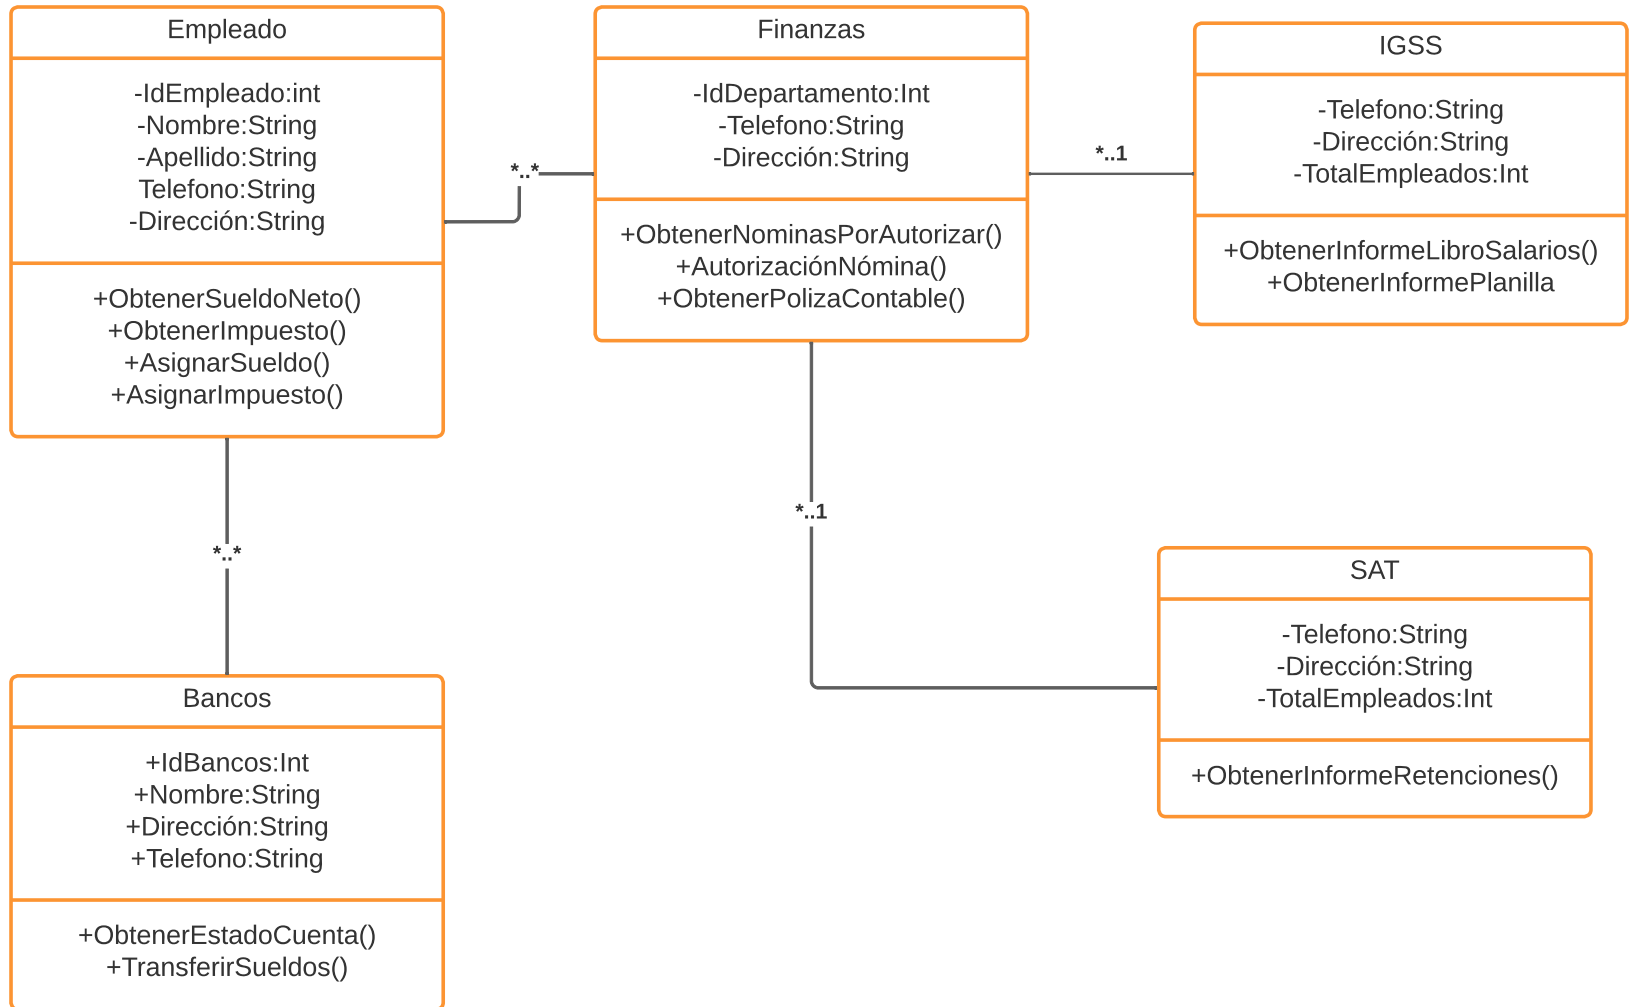 Empleado
-IdEmpleado:int
-Nombre:String
-Apellido:String
Telefono:String
-Dirección:String
+ObtenerSueldoNeto()
+ObtenerImpuesto()
+AsignarSueldo()
+AsignarImpuesto()
*..*
Finanzas
-IdDepartamento:Int
-Telefono:String
-Dirección:String
+ObtenerNominasPorAutorizar()
+AutorizaciónNómina()
+ObtenerPolizaContable()
*..1
IGSS
-Telefono:String
-Dirección:String
-TotalEmpleados:Int
+ObtenerInformeLibroSalarios()
+ObtenerInformePlanilla
*..*
*..1
Bancos
+IdBancos:Int
+Nombre:String
+Dirección:String
+Telefono:String
+ObtenerEstadoCuenta()
+TransferirSueldos()
SAT
-Telefono:String
-Dirección:String
-TotalEmpleados:Int
+ObtenerInformeRetenciones()